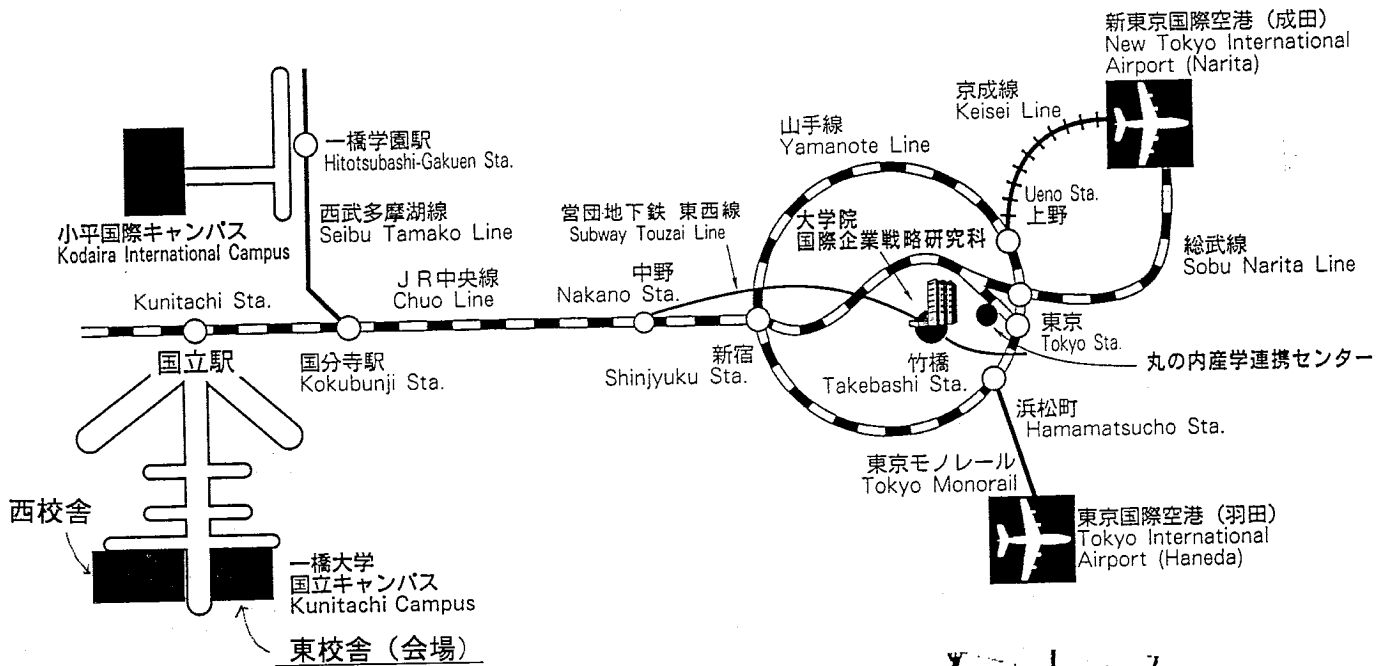 新東京国際空港（成田）
New Tokyo International
Airport (Narita)
京成線
Keisei Line
山手線
Yamanote Line
一橋学園駅
Hitotsubashi-Gakuen Sta.
Ueno Sta.
上野
西武多摩湖線
Seibu Tamako Line
営団地下鉄 東西線
Subway Touzai Line
大学院
国際企業戦略研究科
小平国際キャンパス
Kodaira International Campus
総武線
Sobu Narita Line
ＪＲ中央線
Chuo Line
中野
Nakano Sta.
Kunitachi Sta.
国立駅
国分寺駅
Kokubunji Sta.
新宿
Shinjyuku Sta.
竹橋
Takebashi Sta.
東京
Tokyo Sta.
丸の内産学連携センター
浜松町
Hamamatsucho Sta.
東京モノレール
Tokyo Monorail
東京国際空港（羽田）
Tokyo International
Airport (Haneda)
西校舎
一橋大学
国立キャンパス
Kunitachi Campus
東校舎（会場）